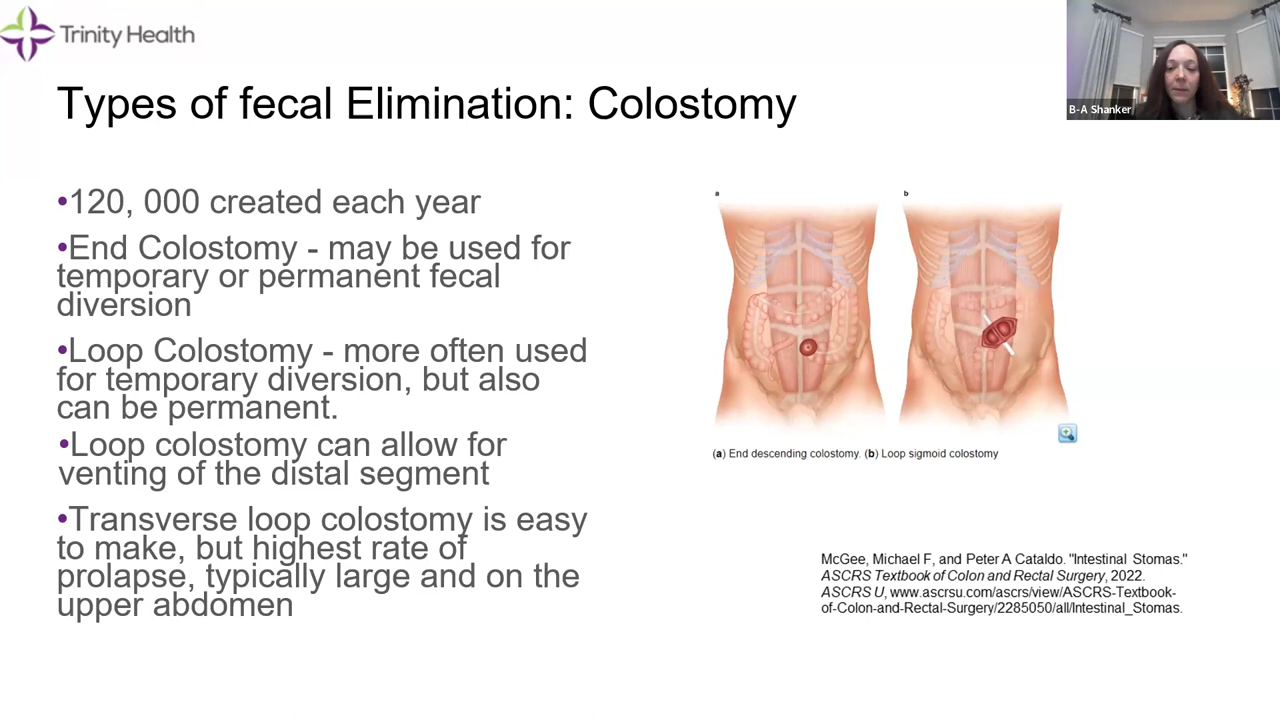 Trinity Health
B-A Shanker
Types of fecal Elimination: Colostomy
•120, 000 created each year
•End Colostomy - may be used for
temporary or permanent fecal
diversion
•Loop Colostomy - more often used
for temporary diversion, but also
can be permanent.
•Loop colostomy can allow for
venting of the distal segment
•Transverse loop colostomy is easy
to make, but highest rate of
prolapse, typically large and on the
upper abdomen
a
b
(a) End descending colostomy. (b) Loop sigmoid colostomy
McGee, Michael F, and Peter A Cataldo. "Intestinal Stomas."
ASCRS Textbook of Colon and Rectal Surgery, 2022.
ASCRS U, www.ascrsu.com/ascrs/view/ASCRS-Textbook-
of-Colon-and-Rectal-Surgery/2285050/all/Intestinal_Stomas.